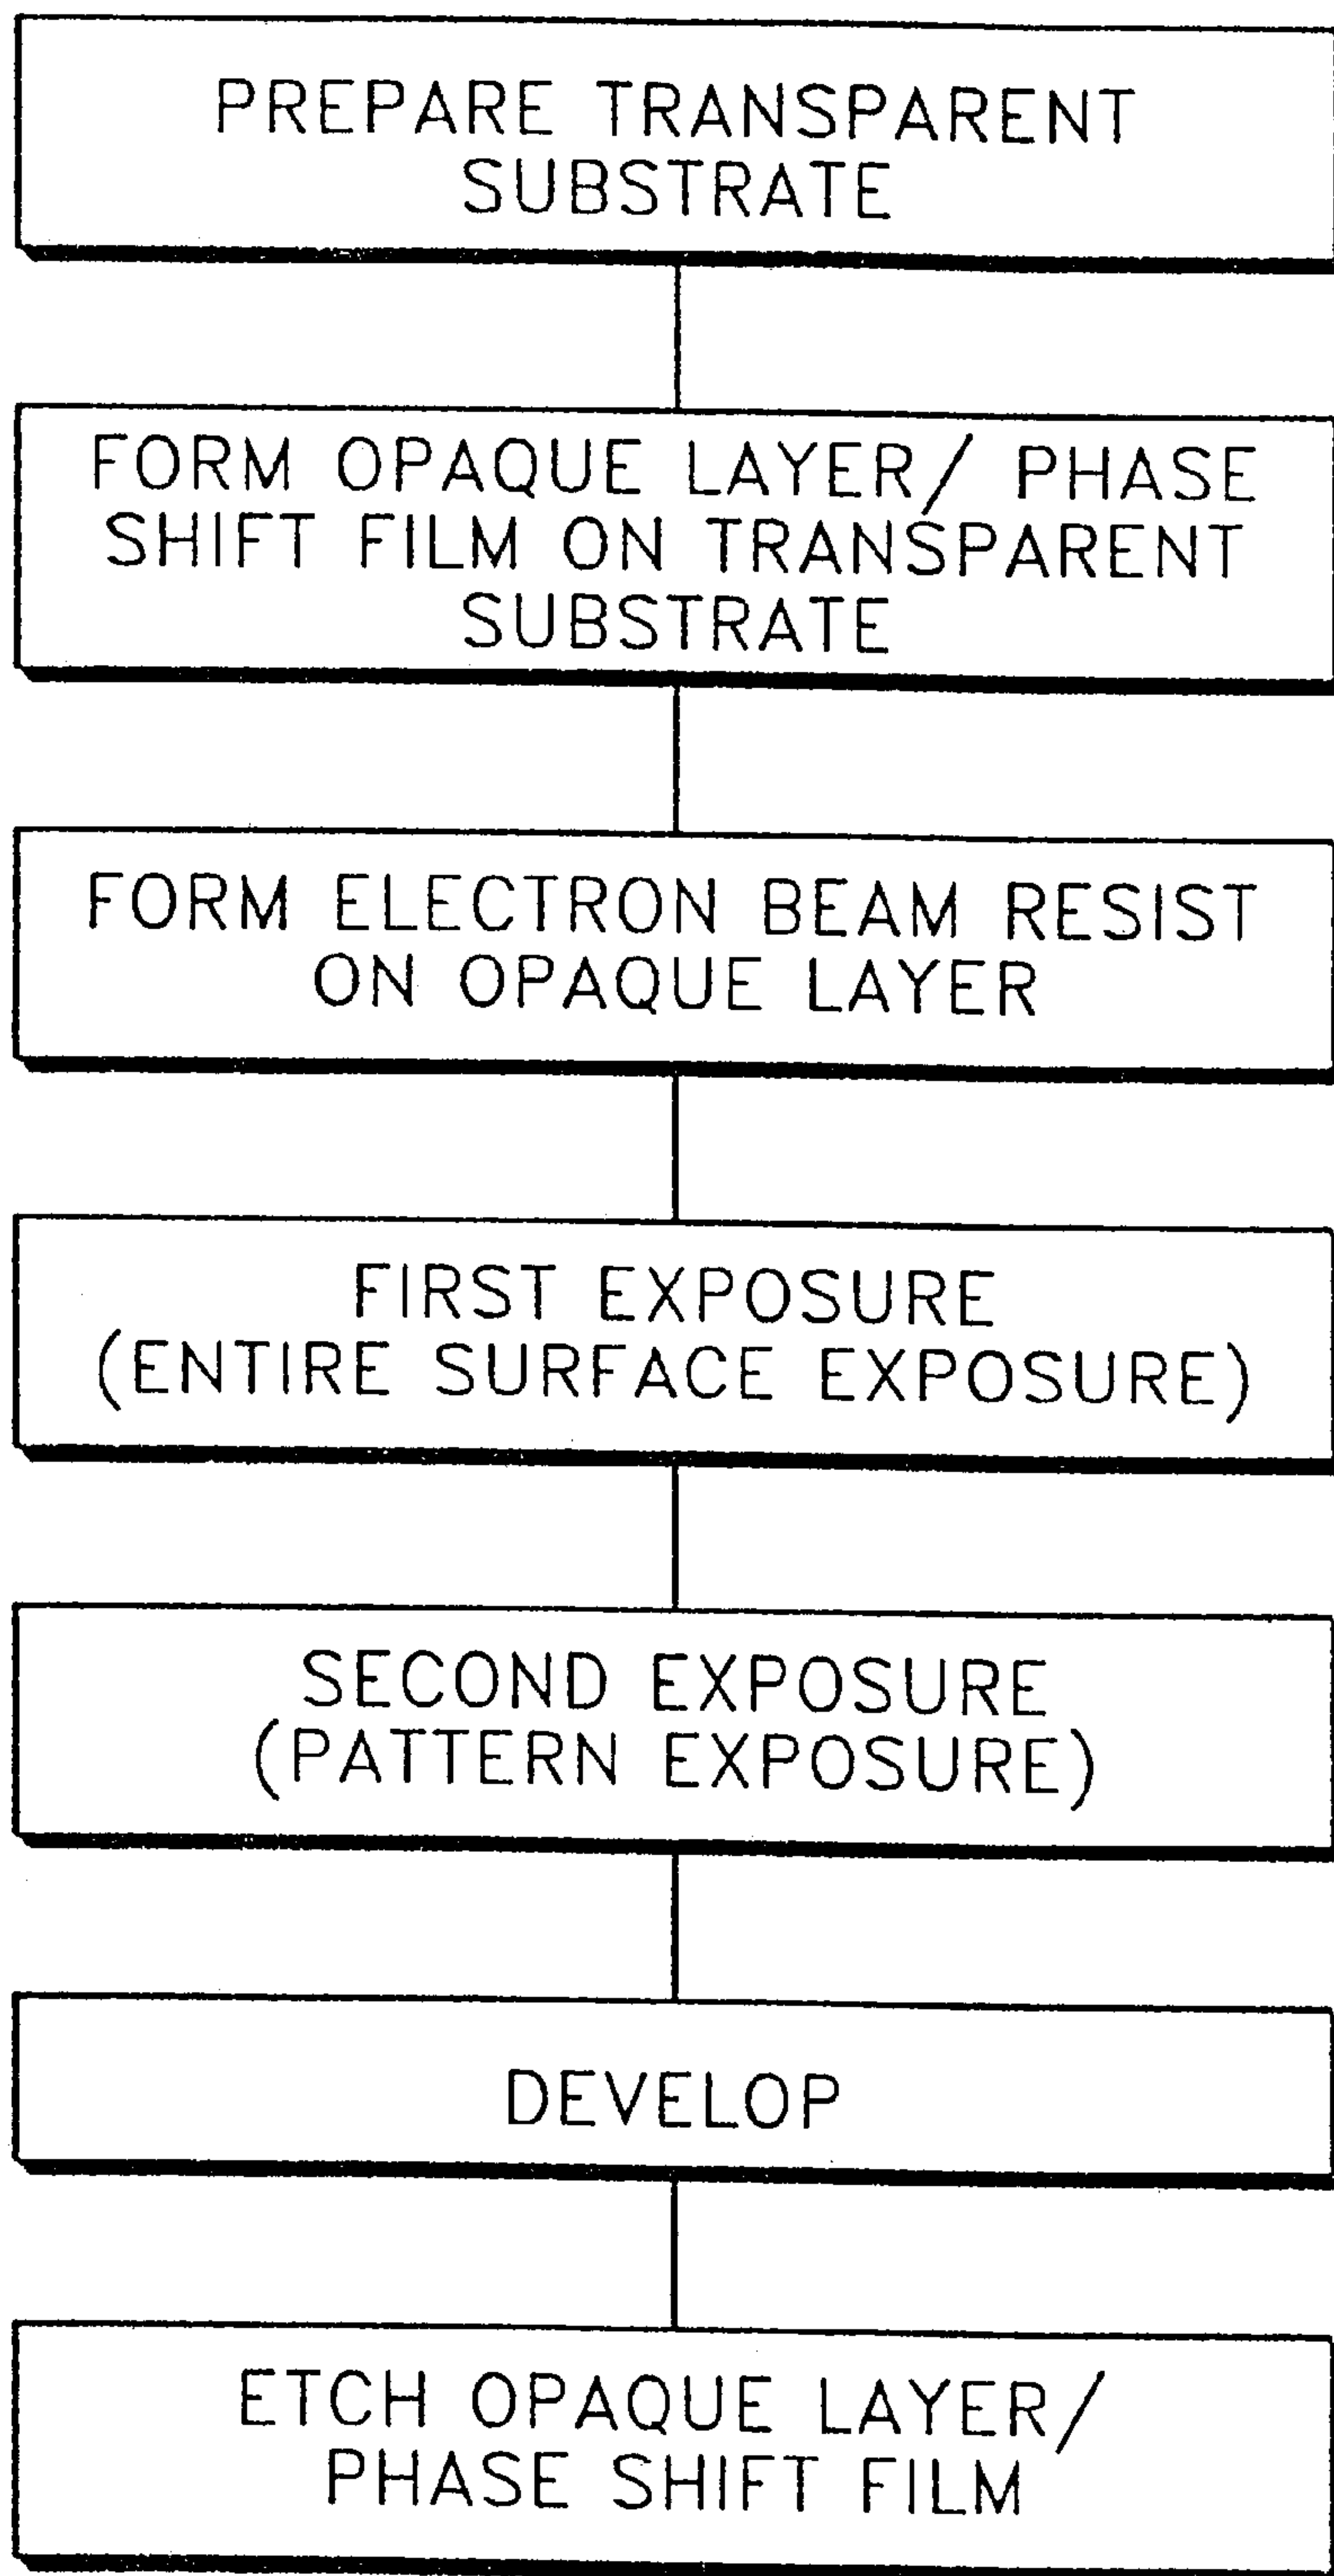 PREPARE TRANSPARENT
SUBSTRATE
FORM OPAQUE LAYER/ PHASE
SHIFT FILM ON TRANSPARENT
SUBSTRATE
FORM ELECTRON BEAM RESIST
ON OPAQUE LAYER
FIRST EXPOSURE
(ENTIRE SURFACE EXPOSURE)
SECOND EXPOSURE
(PATTERN EXPOSURE)
DEVELOP
ETCH OPAQUE LAYER/
PHASE SHIFT FILM